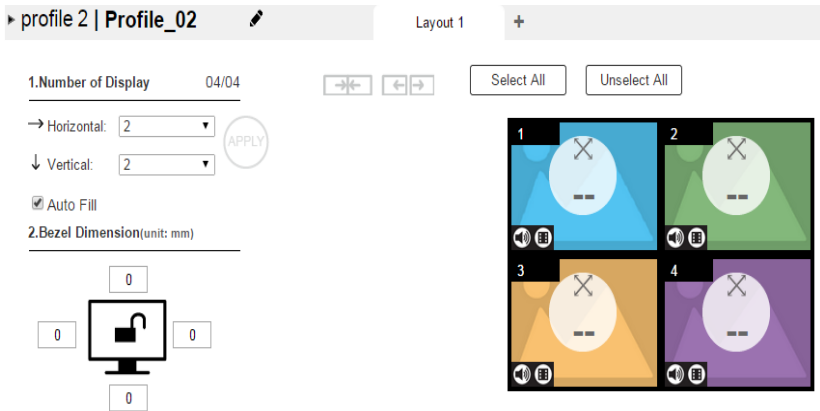 profile 2 | Profile_02
Layout 1 +
1.Number of Display 04/04
Select All Unselect All
Horizontal: 2
APPLY
Vertical: 2
Auto Fill
2.Bezel Dimension(unit: mm)
0
0 0
0
1 2
-- --
3 4
-- --